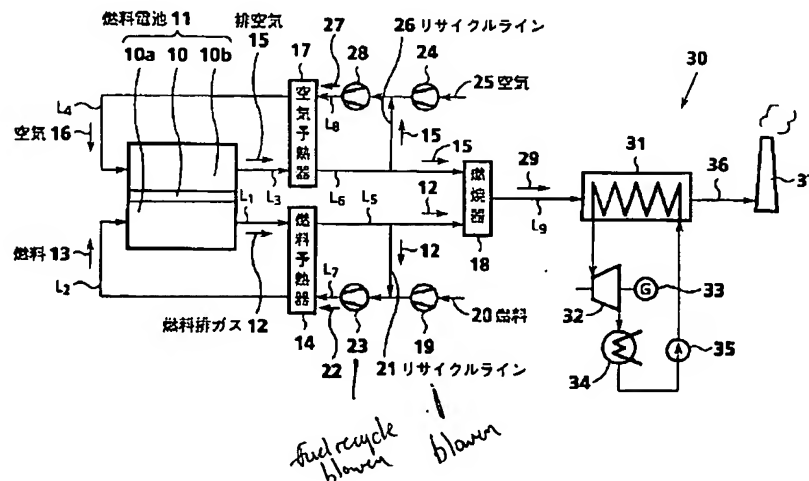 燃料電池 11
排空気 15
10a 10 10b
17
27
28
26 リサイクルライン
24
25 空気
30
L4
空気 16
空気予熱器
L8
15
15
L3
L6
29
31
36
37
燃焼器
18
L9
L1
12
L5
12
12
燃料 13
L2
燃料予熱器
L7
燃料排ガス 12
14
22
23
19
20 燃料
21 リサイクルライン
32
G
33
34
35
fuel recycle
blower
blower